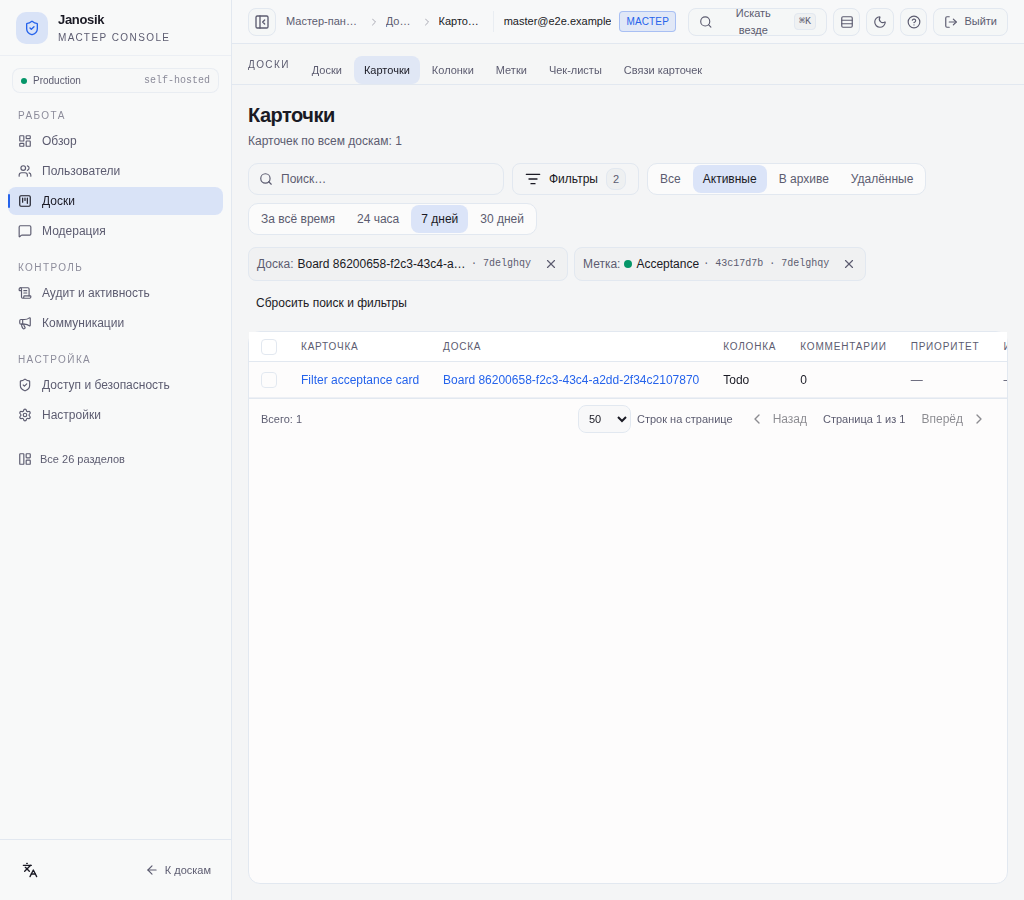 Janosik
МАСТЕР CONSOLE
Production self-hosted
РАБОТА
Обзор
Пользователи
Доски
Модерация
КОНТРОЛЬ
Аудит и активность
Коммуникации
НАСТРОЙКА
Доступ и безопасность
Настройки
Все 26 разделов
К доскам
Мастер-пан… До… Карто… master@e2e.example МАСТЕР Искать везде ⌘K Выйти
ДОСКИ Доски Карточки Колонки Метки Чек-листы Связи карточек
Карточки
Карточек по всем доскам: 1
Поиск… Фильтры 2 Все Активные В архиве Удалённые
За всё время 24 часа 7 дней 30 дней
Доска: Board 86200658-f2c3-43c4-a… · 7delghqy Метка: Acceptance · 43c17d7b · 7delghqy
Сбросить поиск и фильтры
КАРТОЧКА ДОСКА КОЛОНКА КОММЕНТАРИИ ПРИОРИТЕТ
Filter acceptance card Board 86200658-f2c3-43c4-a2dd-2f34c2107870 Todo 0 —
Всего: 1 50 Строк на странице Назад Страница 1 из 1 Вперёд